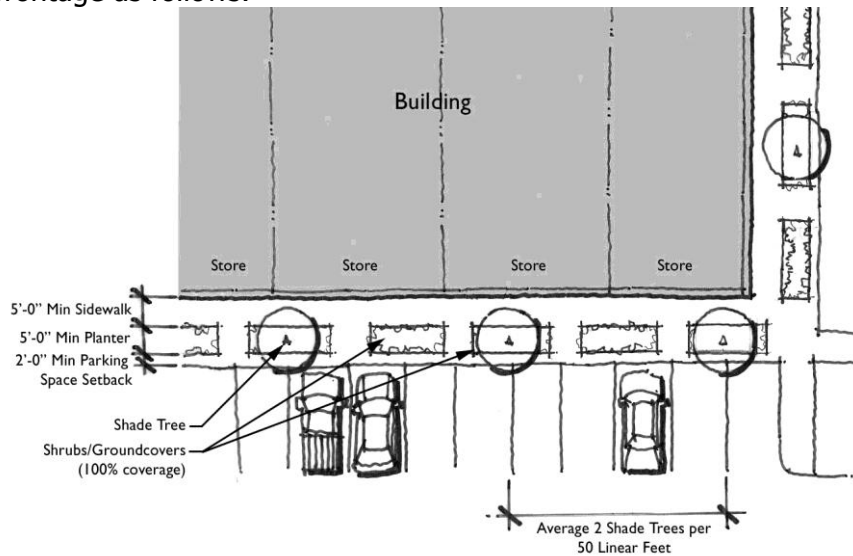 Building
Store
Store
Store
Store
5'-0" Min Sidewalk
5'-0" Min Planter
2'-0" Min Parking
Space Setback
Shade Tree
Shrubs/Groundcovers
(100% coverage)
Average 2 Shade Trees per
50 Linear Feet